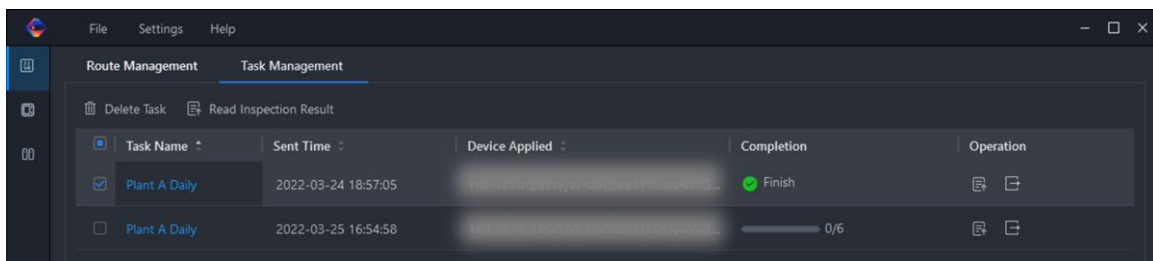 File Settings Help
Route Management Task Management
Delete Task Read Inspection Result
Task Name Sent Time Device Applied Completion Operation
Plant A Daily 2022-03-24 18:57:05 Finish
Plant A Daily 2022-03-25 16:54:58 0/6